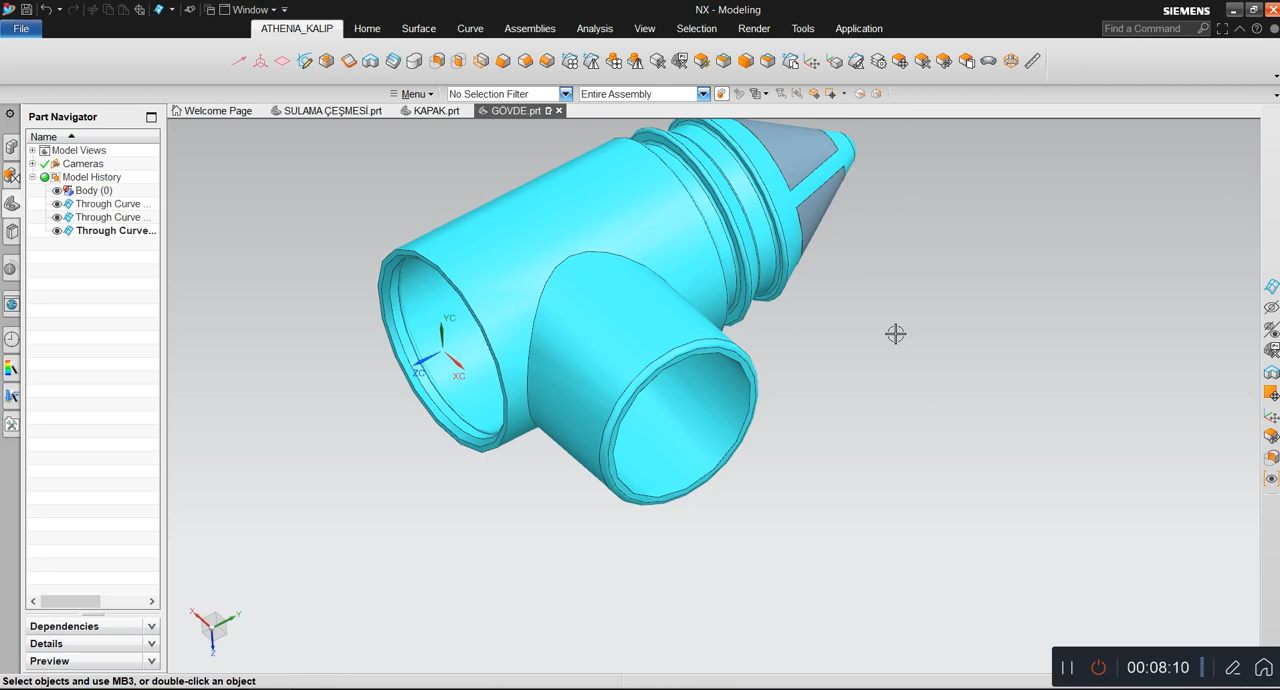 Window
NX - Modeling
SIEMENS
File
ATHENIA_KALIP
Home
Surface
Curve
Assemblies
Analysis
View
Selection
Render
Tools
Application
Find a Command
Menu
No Selection Filter
Entire Assembly
Part Navigator
Welcome Page
SULAMA ÇEŞMESİ.prt
KAPAK.prt
GÖVDE.prt
Name
Model Views
Cameras
Model History
Body (0)
Through Curve ...
Through Curve ...
Through Curve...
YC
ZC
XC
X
Y
Z
Dependencies
Details
Preview
00:08:10
Select objects and use MB3, or double-click an object